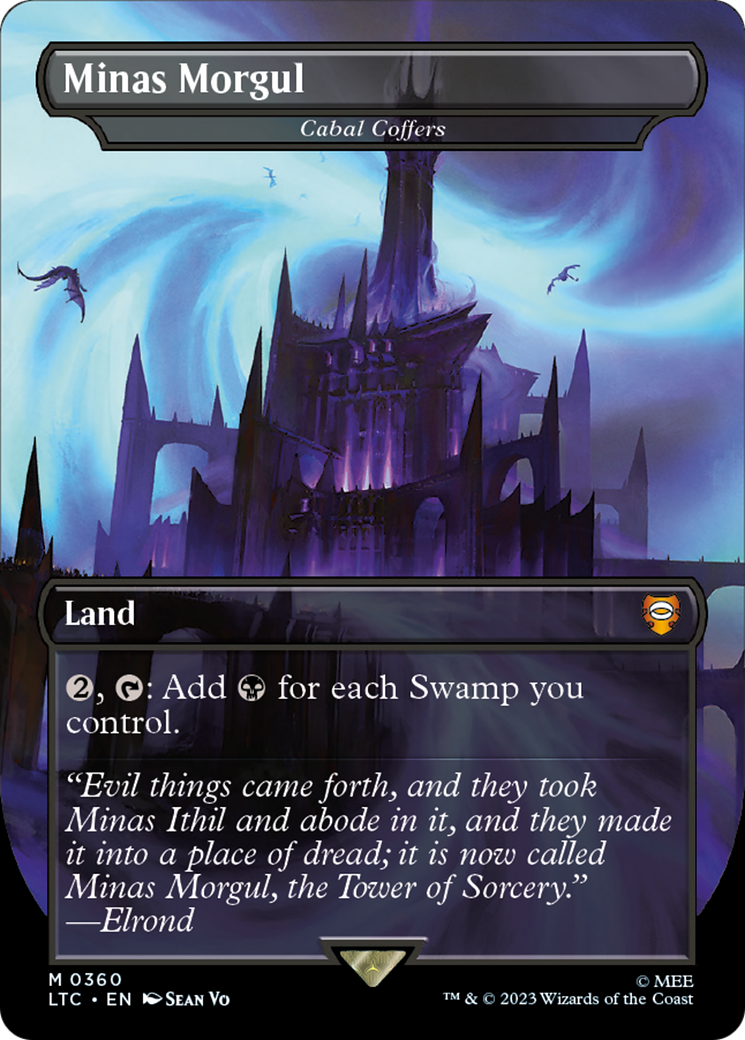 Minas Morgul
Cabal Coffers
Land
2, : Add for each Swamp you
control.
“Evil things came forth, and they took
Minas Ithil and abode in it, and they made
it into a place of dread; it is now called
Minas Morgul, the Tower of Sorcery.”
—Elrond
M 0360
LTC • EN Sean Vo
© MEE
™ & © 2023 Wizards of the Coast